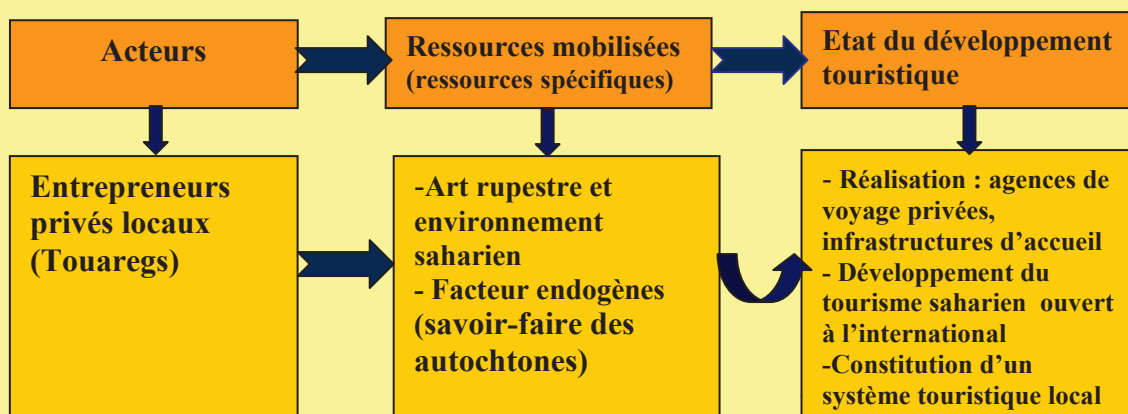 Acteurs
Ressources mobilisées
(ressources spécifiques)
Etat du développement
touristique
Entrepreneurs
privés locaux
(Touaregs)
-Art rupestre et
environnement
saharien
- Facteur endogènes
(savoir-faire des
autochtones)
- Réalisation : agences de
voyage privées,
infrastructures d’accueil
- Développement du
tourisme saharien ouvert
à l’international
-Constitution d’un
système touristique local